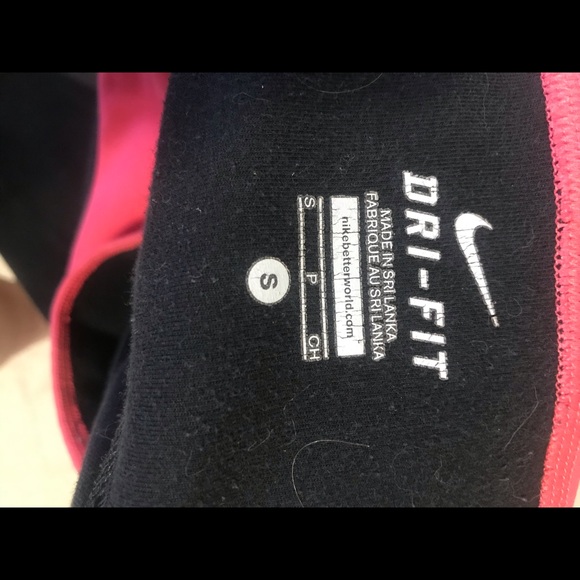 DRI-FIT
MADE IN SRI LANKA
FABRIQUE AU SRI LANKA
nikebetterworld.com
S P CH
S